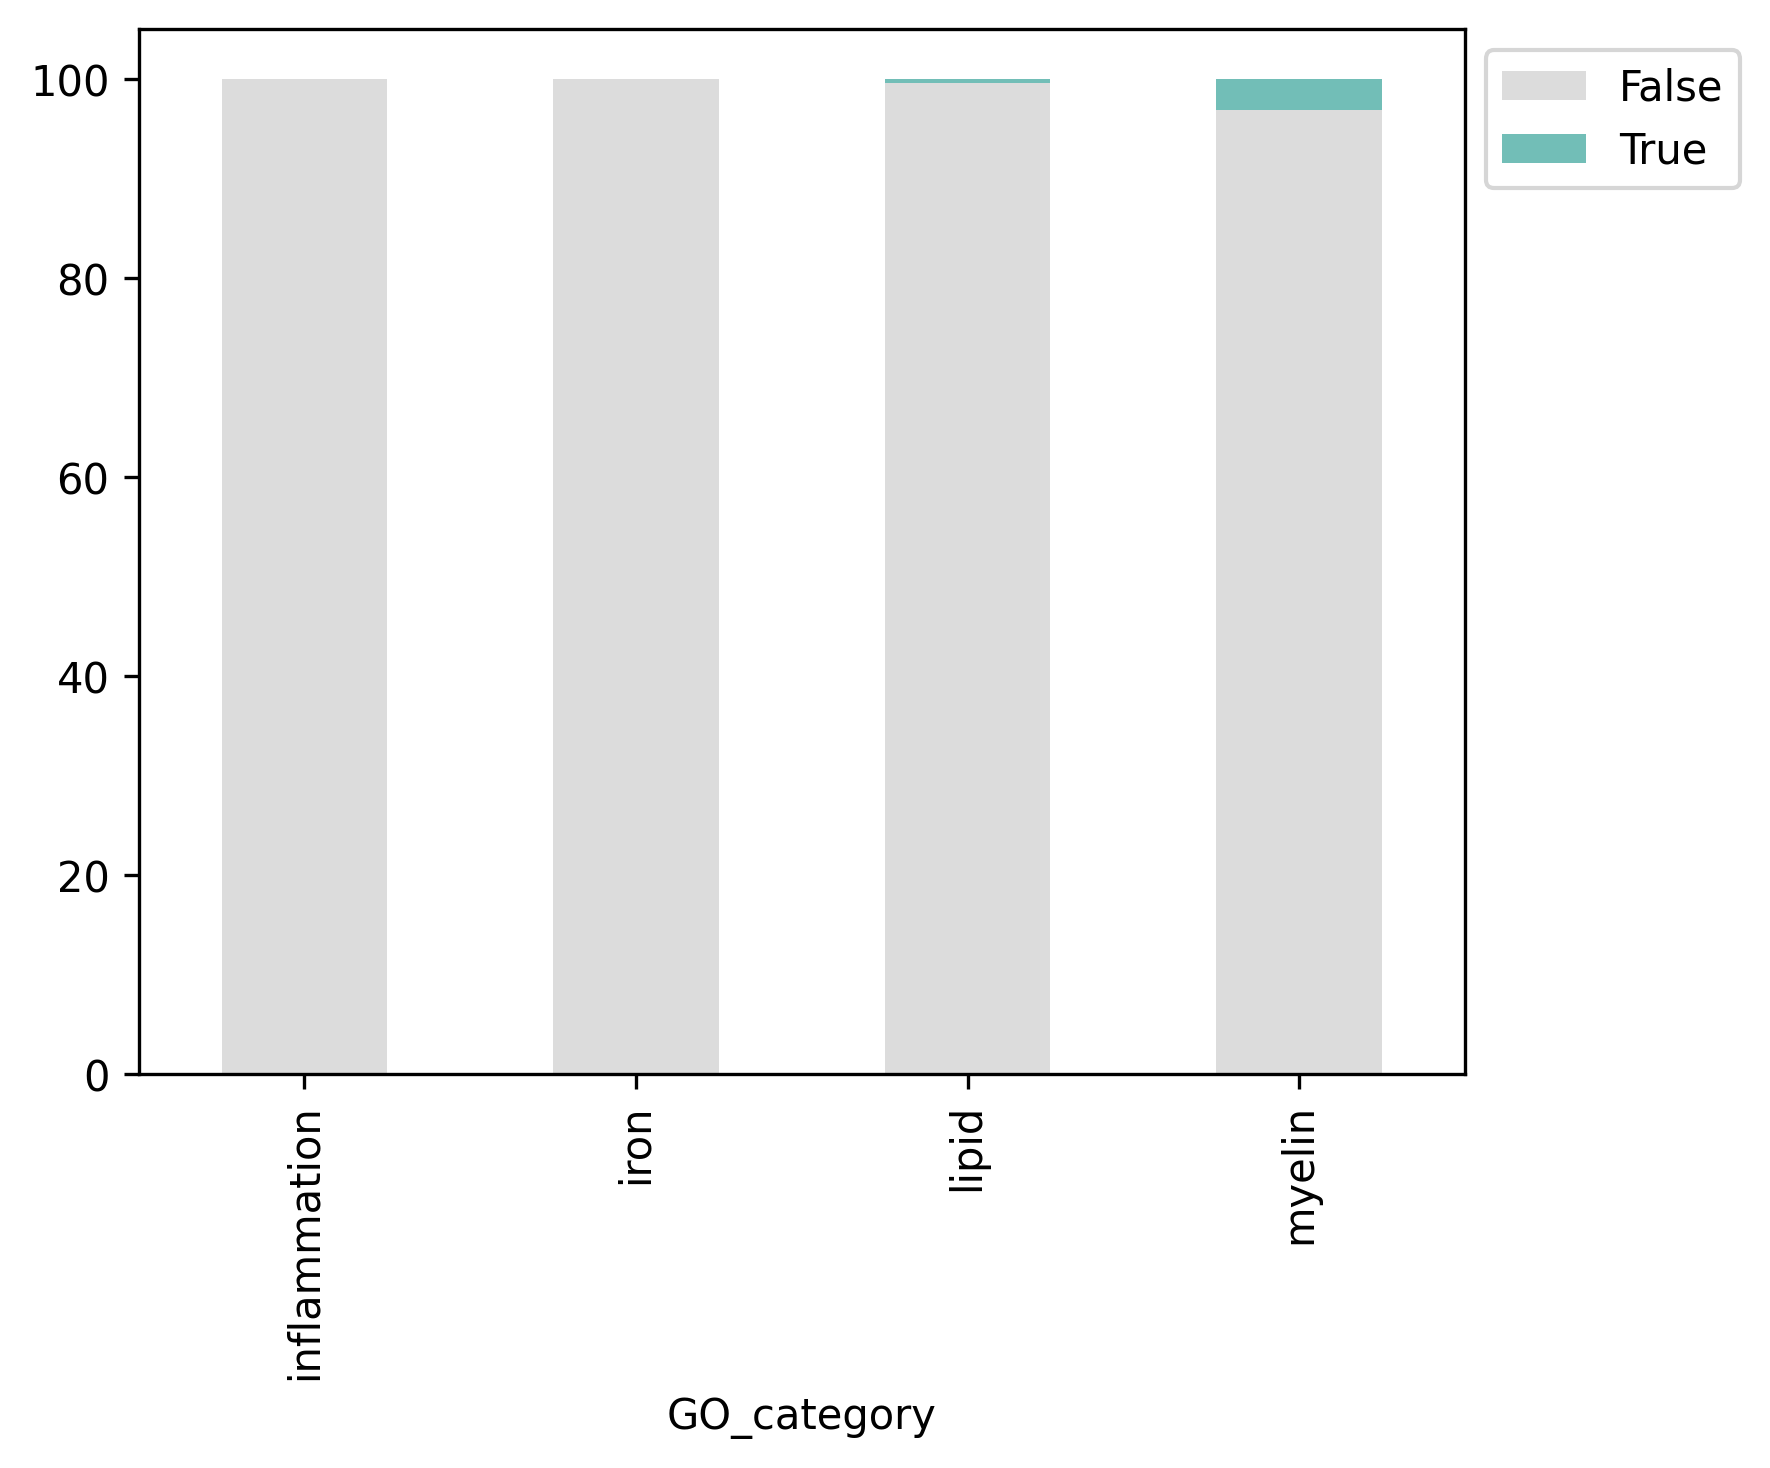 100
80
60
40
20
0
inflammation
iron
lipid
myelin
GO_category
False
True